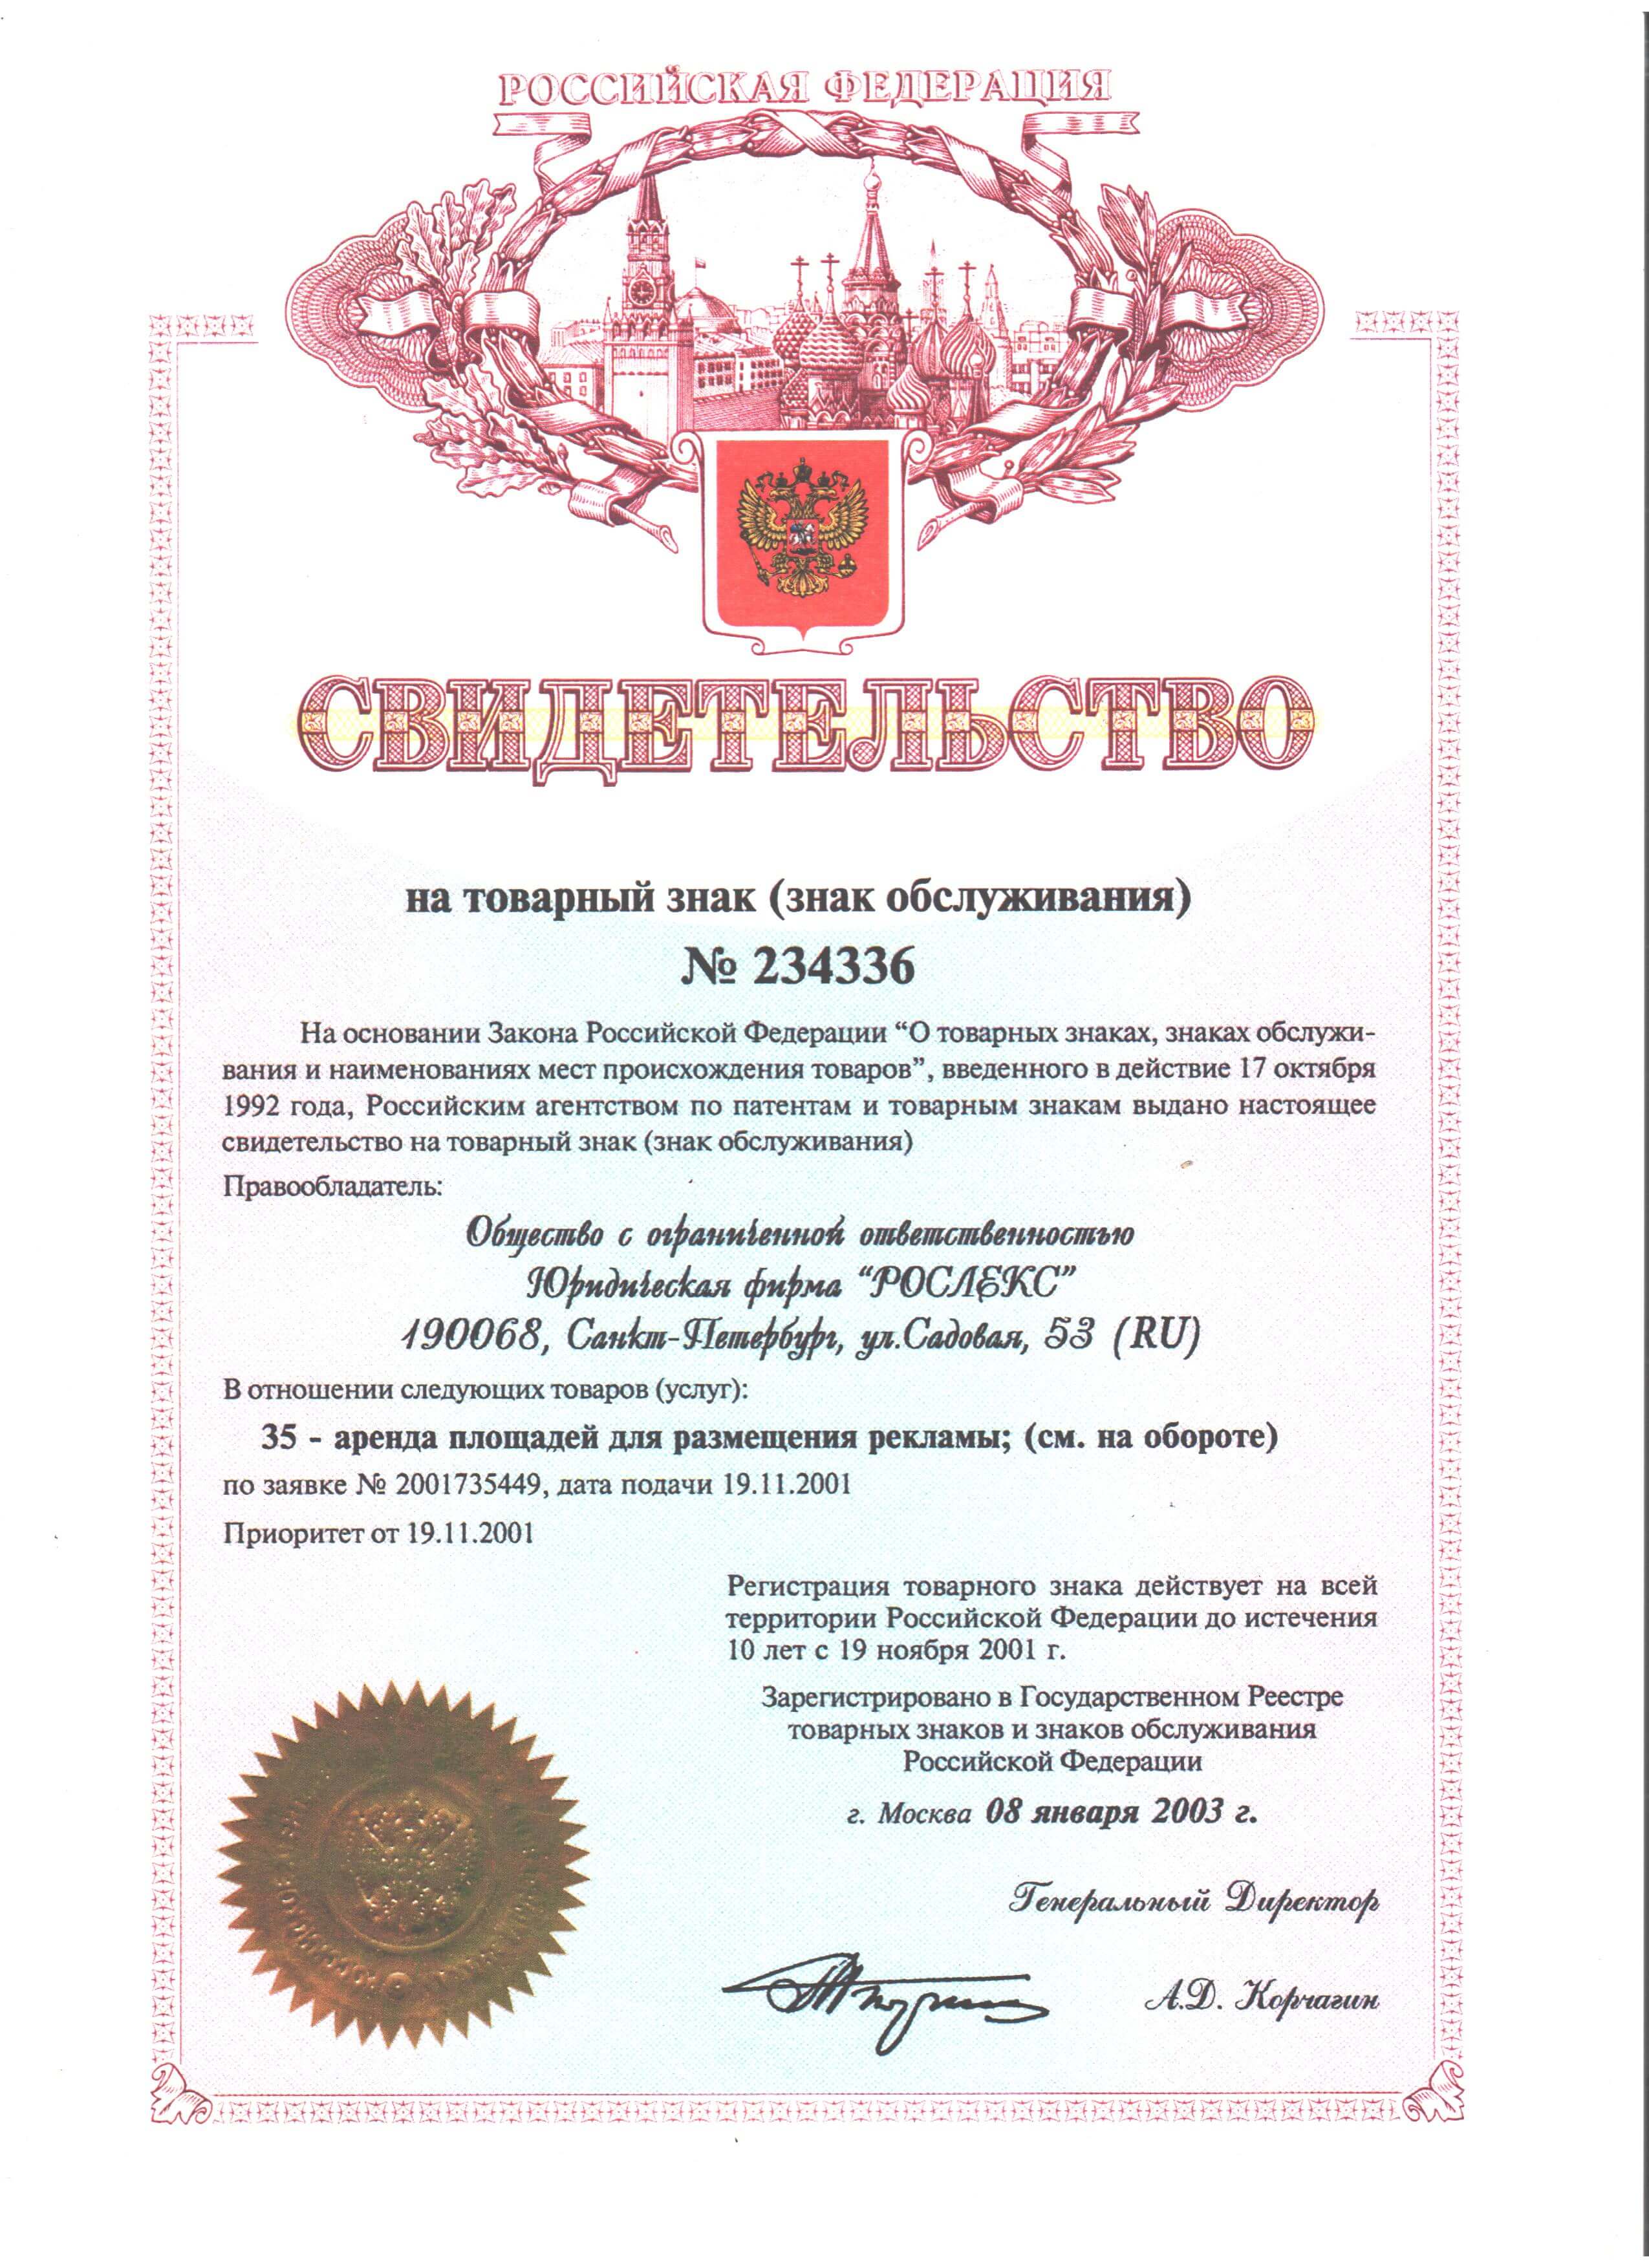 РОССИЙСКАЯ ФЕДЕРАЦИЯ
СВИДЕТЕЛЬСТВО
на товарный знак (знак обслуживания)
№ 234336
На основании Закона Российской Федерации “О товарных знаках, знаках обслужи-
вания и наименованиях мест происхождения товаров”, введенного в действие 17 октября
1992 года, Российским агентством по патентам и товарным знакам выдано настоящее
свидетельство на товарный знак (знак обслуживания)
Правообладатель:
Общество с ограниченной ответственностью
Юридическая фирма “РОСЛЕКС”
190068, Санкт-Петербург, ул.Садовая, 53 (RU)
В отношении следующих товаров (услуг):
35 - аренда площадей для размещения рекламы; (см. на обороте)
по заявке № 2001735449, дата подачи 19.11.2001
Приоритет от 19.11.2001
Регистрация товарного знака действует на всей
территории Российской Федерации до истечения
10 лет с 19 ноября 2001 г.
Зарегистрировано в Государственном Реестре
товарных знаков и знаков обслуживания
Российской Федерации
г. Москва 08 января 2003 г.
Генеральный Директор
А.Д. Корчагин